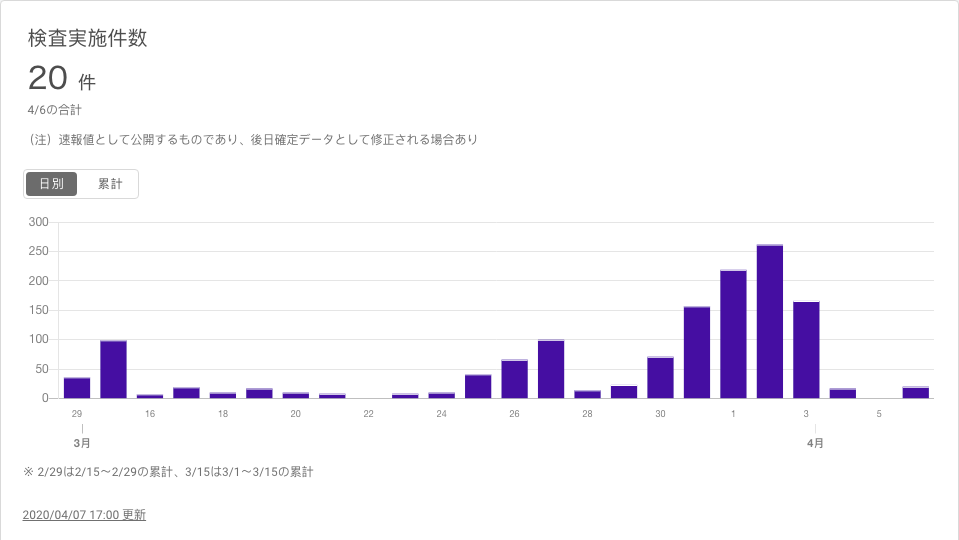 検査実施件数
20 件
4/6の合計
（注）速報値として公開するものであり、後日確定データとして修正される場合あり
日別 累計
300
250
200
150
100
50
0
29 16 18 20 22 24 26 28 30 1 3 5
3月 4月
※ 2/29は2/15〜2/29の累計、3/15は3/1〜3/15の累計
2020/04/07 17:00 更新